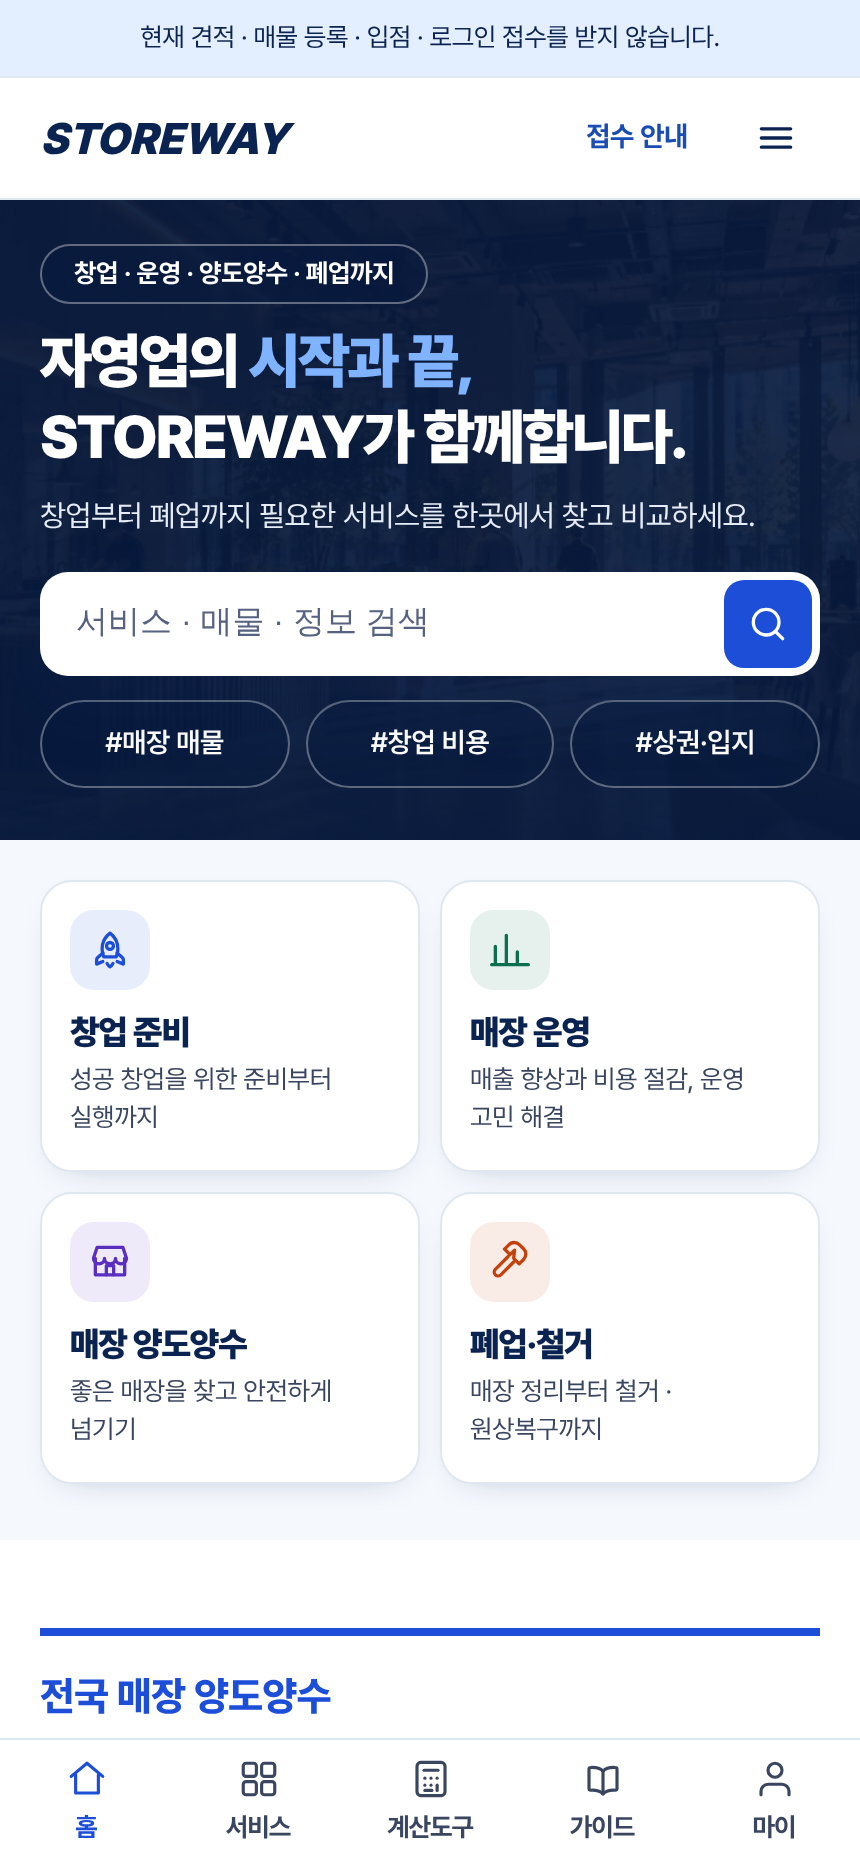 현재 견적 · 매물 등록 · 입점 · 로그인 접수를 받지 않습니다.
STOREWAY
접수 안내
창업 · 운영 · 양도양수 · 폐업까지
자영업의 시작과 끝,
STOREWAY가 함께합니다.
창업부터 폐업까지 필요한 서비스를 한곳에서 찾고 비교하세요.
서비스 · 매물 · 정보 검색
#매장 매물
#창업 비용
#상권·입지
창업 준비
성공 창업을 위한 준비부터
실행까지
매장 운영
매출 향상과 비용 절감, 운영
고민 해결
매장 양도양수
좋은 매장을 찾고 안전하게
넘기기
폐업·철거
매장 정리부터 철거 ·
원상복구까지
전국 매장 양도양수
홈
서비스
계산도구
가이드
마이